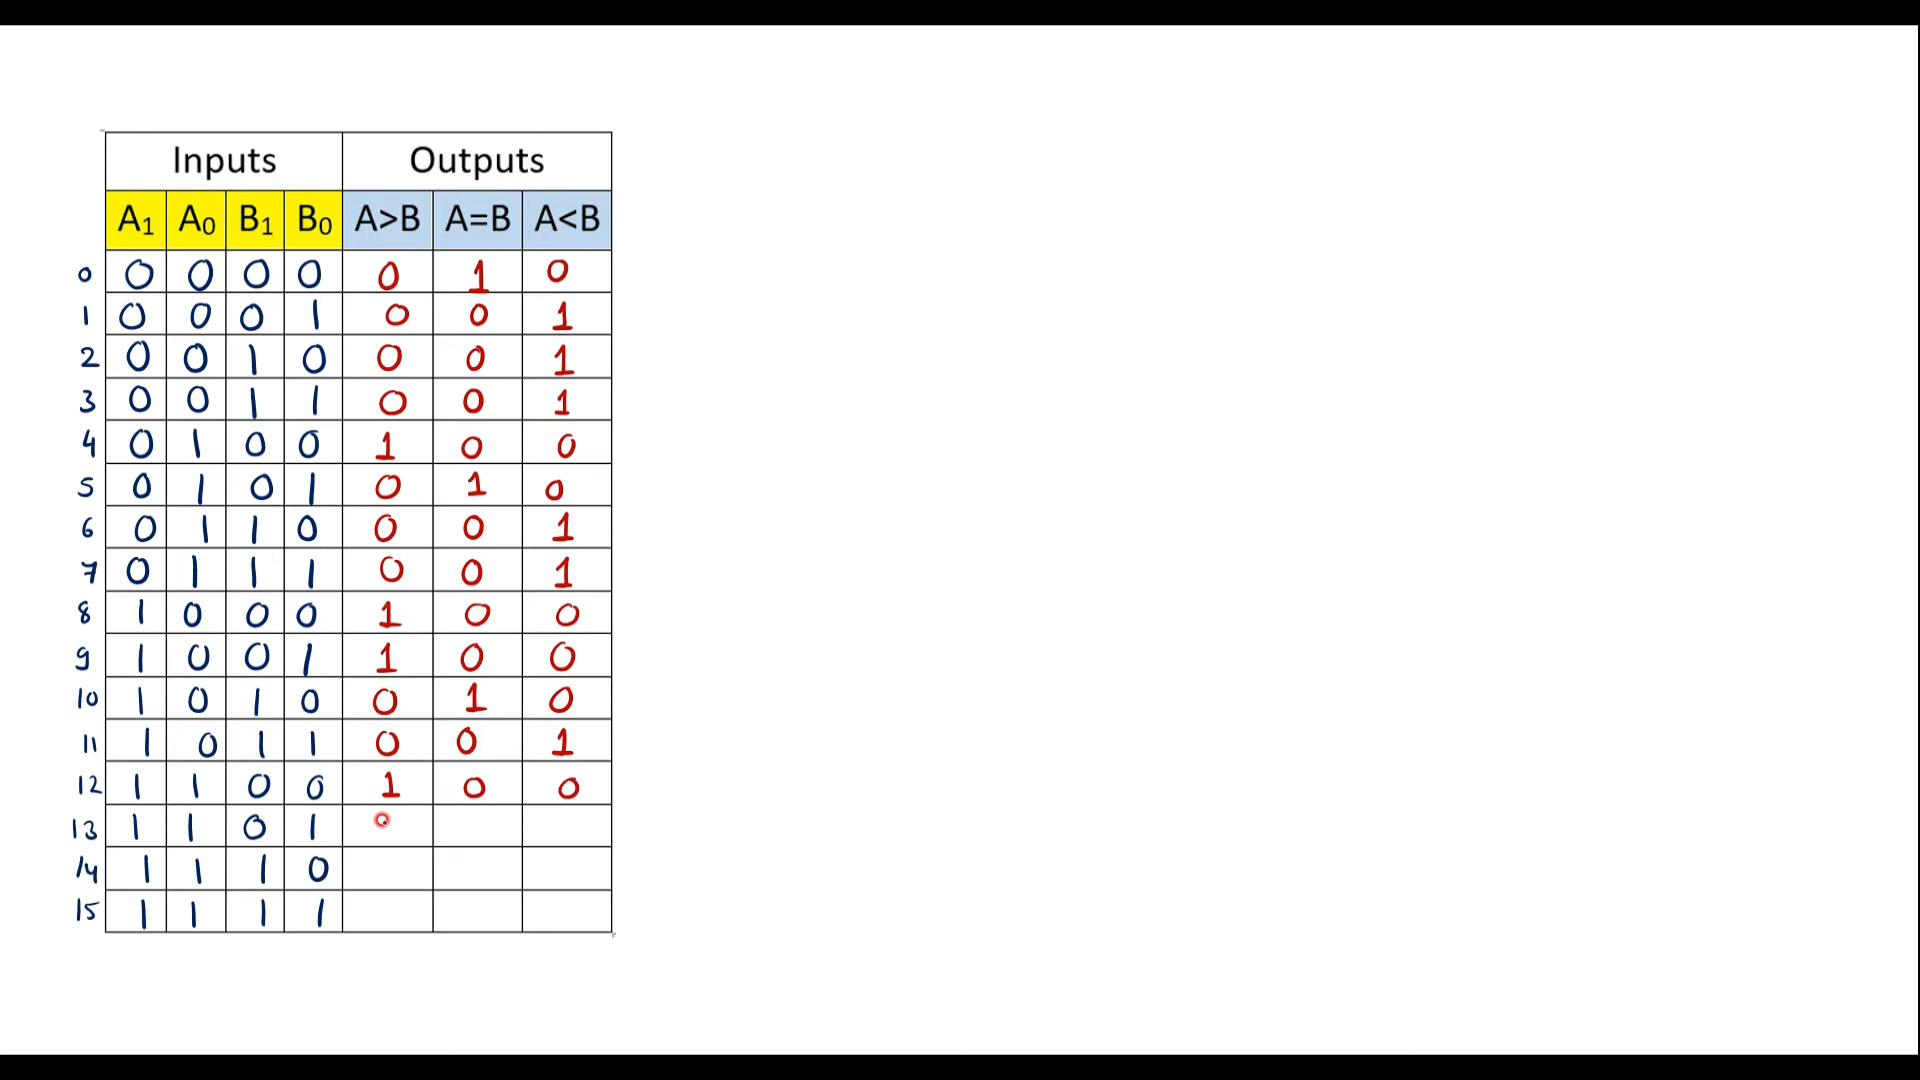 Inputs Outputs
A1 A0 B1 B0 A>B A=B A<B
0 0 0 0 0 0 1 0
1 0 0 0 1 0 0 1
2 0 0 1 0 0 0 1
3 0 0 1 1 0 0 1
4 0 1 0 0 1 0 0
5 0 1 0 1 0 1 0
6 0 1 1 0 0 0 1
7 0 1 1 1 0 0 1
8 1 0 0 0 1 0 0
9 1 0 0 1 1 0 0
10 1 0 1 0 0 1 0
11 1 0 1 1 0 0 1
12 1 1 0 0 1 0 0
13 1 1 0 1
14 1 1 1 0
15 1 1 1 1